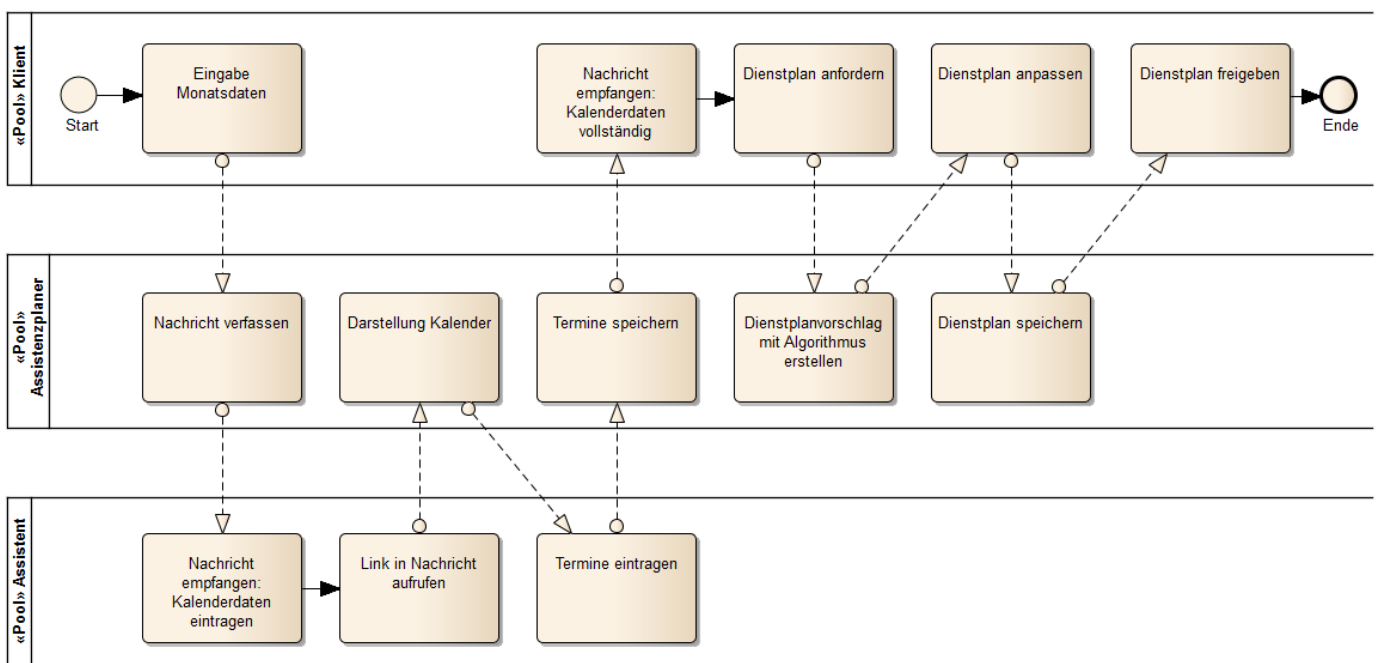 «Pool» Klient
Start
Eingabe
Monatsdaten
Nachricht
empfangen:
Kalenderdaten
vollständig
Dienstplan anfordern
Dienstplan anpassen
Dienstplan freigeben
Ende
«Pool»
Assistenzplaner
Nachricht verfassen
Darstellung Kalender
Termine speichern
Dienstplanvorschlag
mit Algorithmus
erstellen
Dienstplan speichern
«Pool» Assistent
Nachricht
empfangen:
Kalenderdaten
eintragen
Link in Nachricht
aufrufen
Termine eintragen